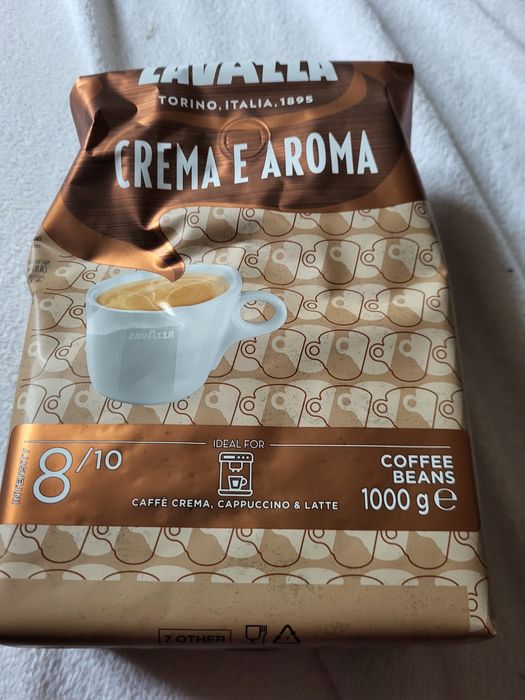 LAVAZZA
TORINO, ITALIA, 1895
CREMA E AROMA
LAVAZZA
INTENSITY
8/10
IDEAL FOR
CAFFÈ CREMA, CAPPUCCINO & LATTE
COFFEE
BEANS
1000 g ℮
7 OTHER